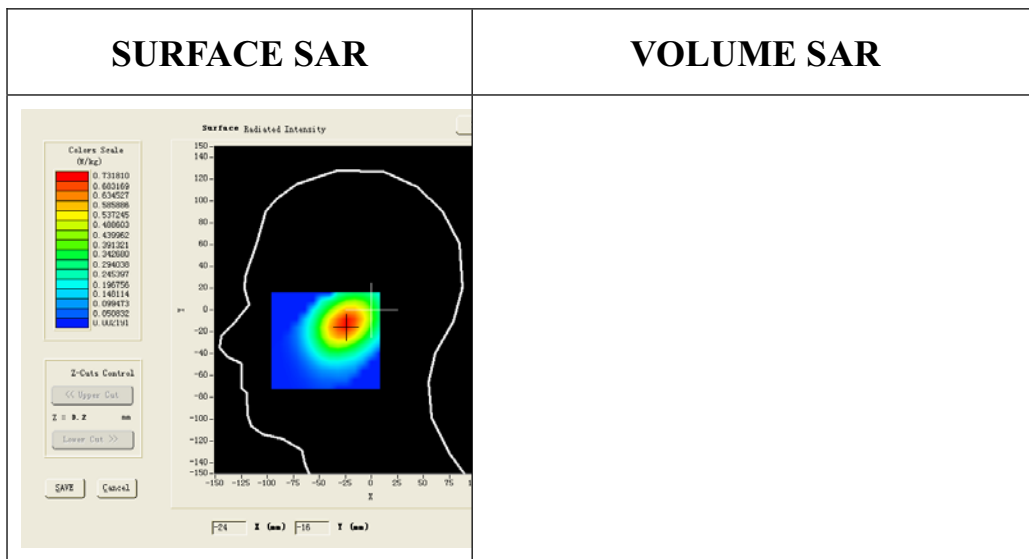 SURFACE SAR
VOLUME SAR
Surface Radiated Intensity
Colors Scale
(W/kg)
0.731810
0.683169
0.634527
0.585886
0.537245
0.488603
0.439962
0.391321
0.342680
0.294038
0.245397
0.196756
0.148114
0.099473
0.050832
0.002191
150
140
120
100
80
60
40
20
0
-20
-40
-60
-80
-100
-120
-140
-150
Y
-150 -125 -100 -75 -50 -25 0 25 50 75
X
Z-Cuts Control
<< Upper Cut
Z = 9.2 mm
Lower Cut >>
SAVE Cancel
-24 X (mm) -16 Y (mm)